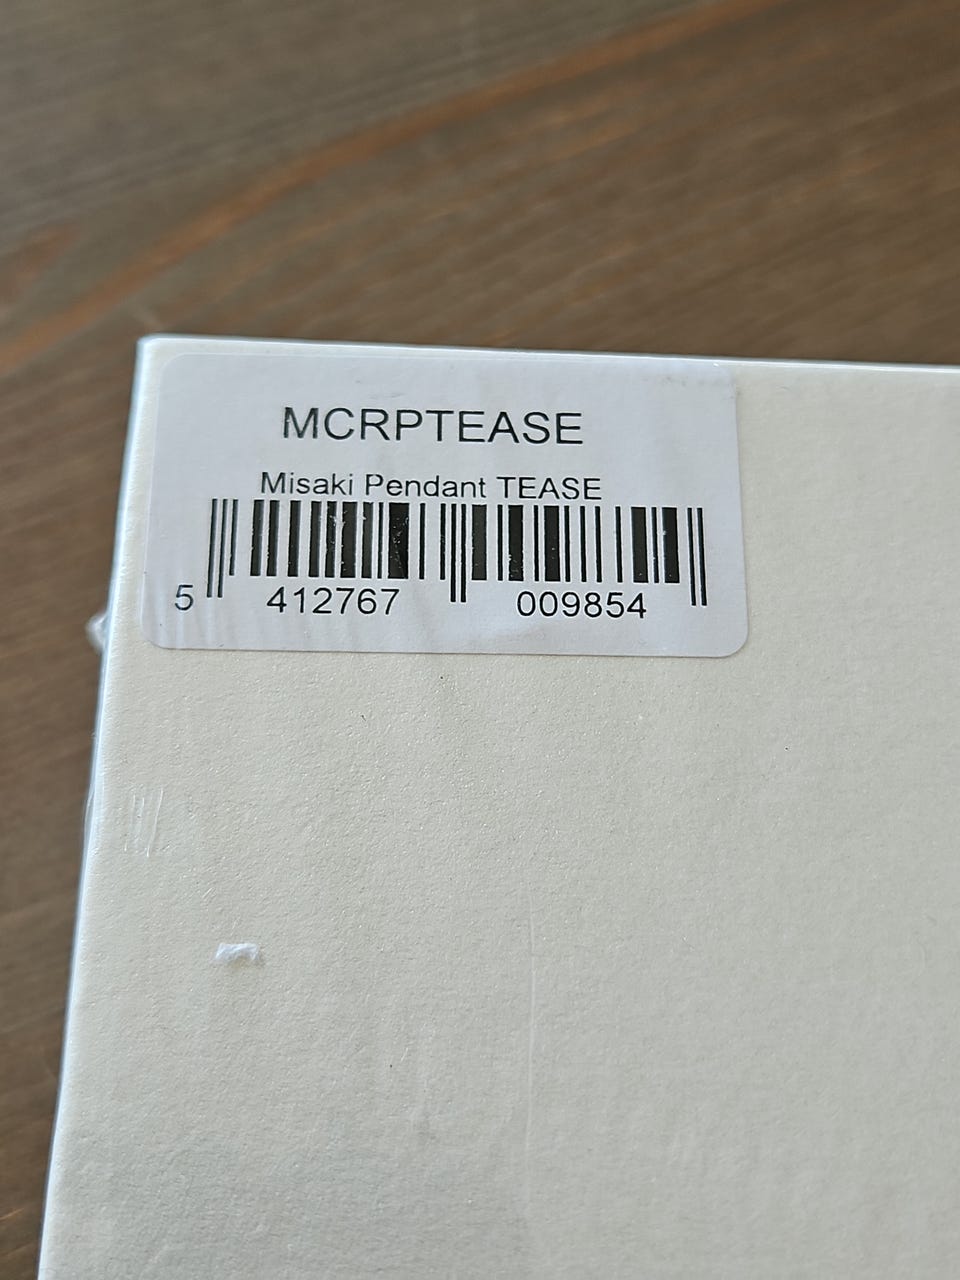 MCRPTEASE
Misaki Pendant TEASE
5 412767 009854